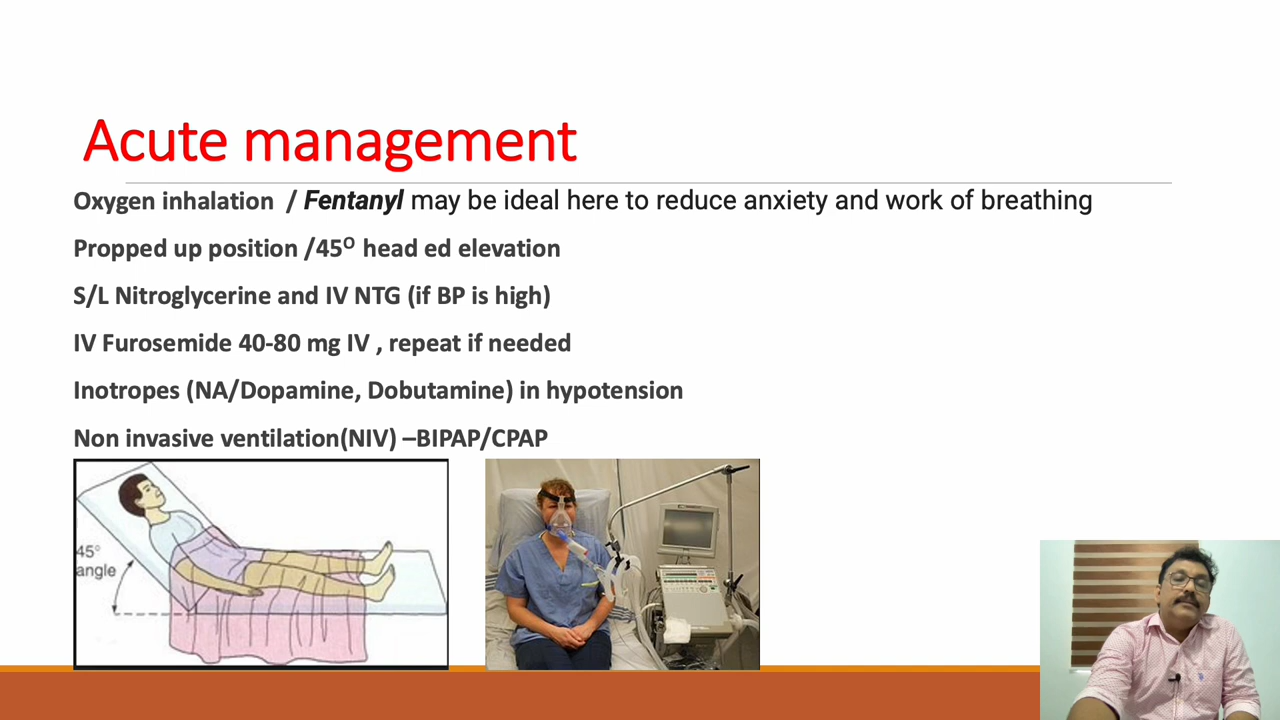 Acute management
Oxygen inhalation / Fentanyl may be ideal here to reduce anxiety and work of breathing
Propped up position /45⁰ head ed elevation
S/L Nitroglycerine and IV NTG (if BP is high)
IV Furosemide 40-80 mg IV , repeat if needed
Inotropes (NA/Dopamine, Dobutamine) in hypotension
Non invasive ventilation(NIV) –BIPAP/CPAP
45°
angle